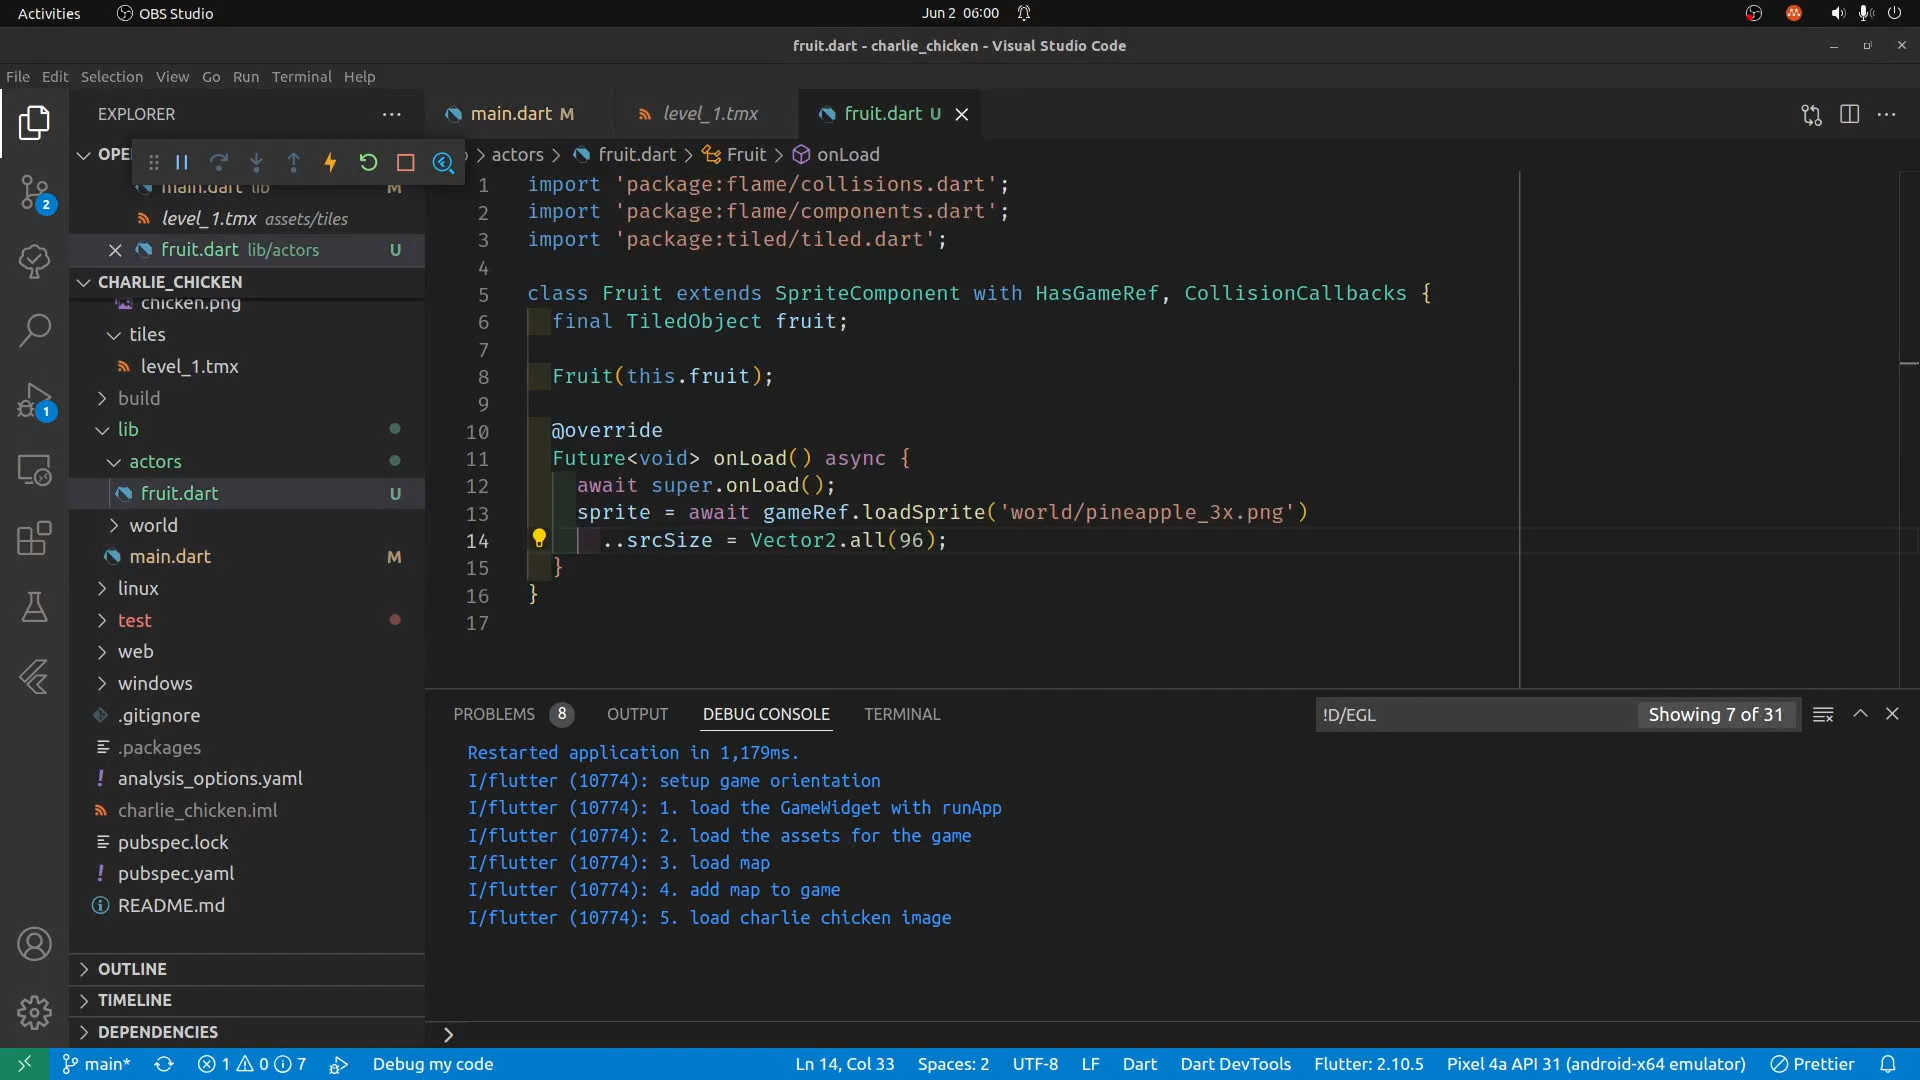 Activities
OBS Studio
Jun 2 06:00
fruit.dart - charlie_chicken - Visual Studio Code
File Edit Selection View Go Run Terminal Help
EXPLORER
main.dart M
level_1.tmx
fruit.dart U
actors > fruit.dart > Fruit > onLoad
main.dart lib M
level_1.tmx assets/tiles
fruit.dart lib/actors U
CHARLIE_CHICKEN
chicken.png
tiles
level_1.tmx
build
lib
actors
fruit.dart U
world
main.dart M
linux
test
web
windows
.gitignore
.packages
analysis_options.yaml
charlie_chicken.iml
pubspec.lock
pubspec.yaml
README.md
OUTLINE
TIMELINE
DEPENDENCIES
2
1
1 import 'package:flame/collisions.dart';
2 import 'package:flame/components.dart';
3 import 'package:tiled/tiled.dart';
4
5 class Fruit extends SpriteComponent with HasGameRef, CollisionCallbacks {
6 final TiledObject fruit;
7
8 Fruit(this.fruit);
9
10 @override
11 Future<void> onLoad() async {
12 await super.onLoad();
13 sprite = await gameRef.loadSprite('world/pineapple_3x.png')
14 ..srcSize = Vector2.all(96);
15 }
16 }
17
PROBLEMS 8 OUTPUT DEBUG CONSOLE TERMINAL
!D/EGL Showing 7 of 31
Restarted application in 1,179ms.
I/flutter (10774): setup game orientation
I/flutter (10774): 1. load the GameWidget with runApp
I/flutter (10774): 2. load the assets for the game
I/flutter (10774): 3. load map
I/flutter (10774): 4. add map to game
I/flutter (10774): 5. load charlie chicken image
main* 1 0 7 Debug my code Ln 14, Col 33 Spaces: 2 UTF-8 LF Dart Dart DevTools Flutter: 2.10.5 Pixel 4a API 31 (android-x64 emulator) Prettier